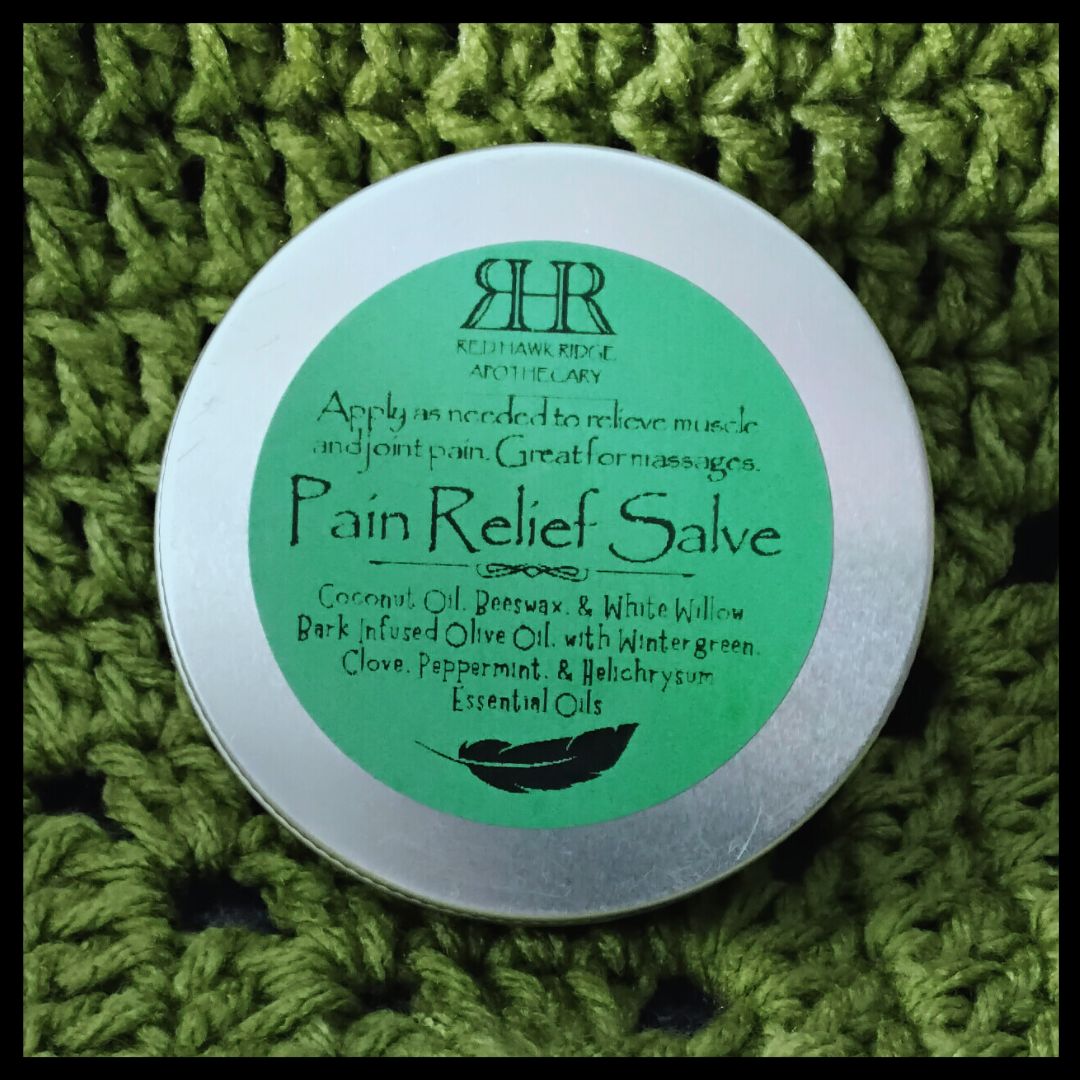 RHR
RED HAWK RIDGE
APOTHECARY
Apply as needed to relieve muscle
and joint pain. Great for massages.
Pain Relief Salve
Coconut Oil, Beeswax, & White Willow
Bark Infused Olive Oil, with Wintergreen,
Clove, Peppermint, & Helichrysum
Essential Oils